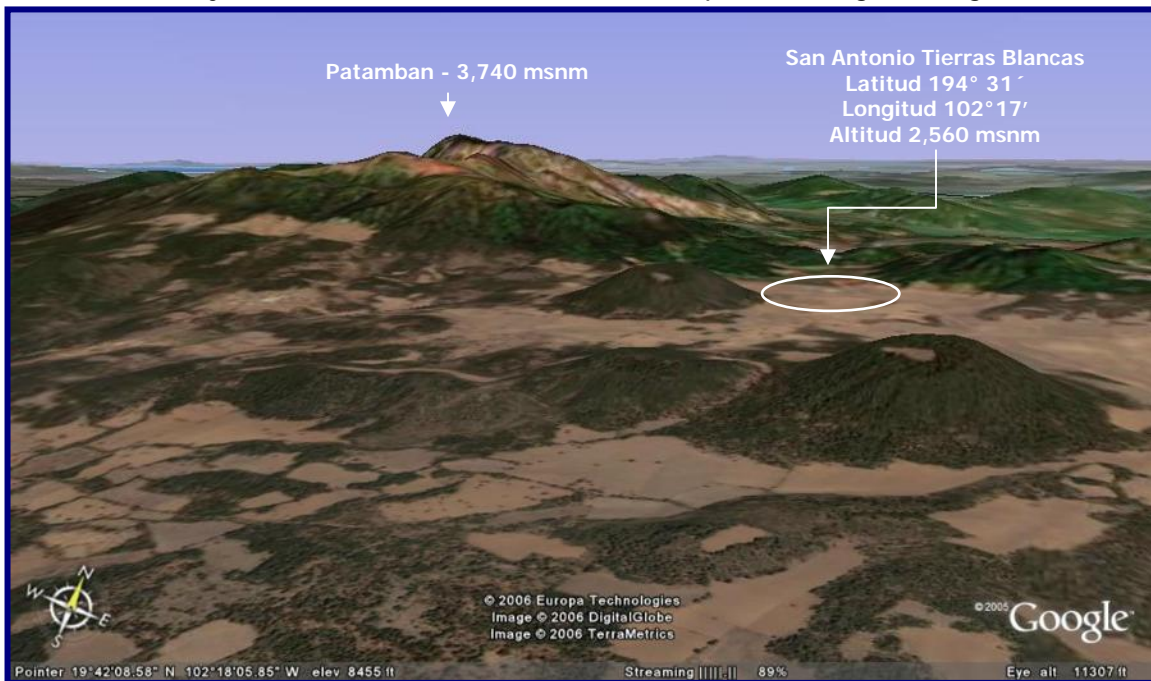 Patamban - 3,740 msnm
San Antonio Tierras Blancas
Latitud 194° 31´
Longitud 102°17’
Altitud 2,560 msnm
N
W
E
S
© 2006 Europa Technologies
Image © 2006 DigitalGlobe
Image © 2006 TerraMetrics
©2005 Google™
Pointer 19°42'08.58" N 102°18'05.85" W elev 8455 ft Streaming |||||.|| 89% Eye alt 11307 ft